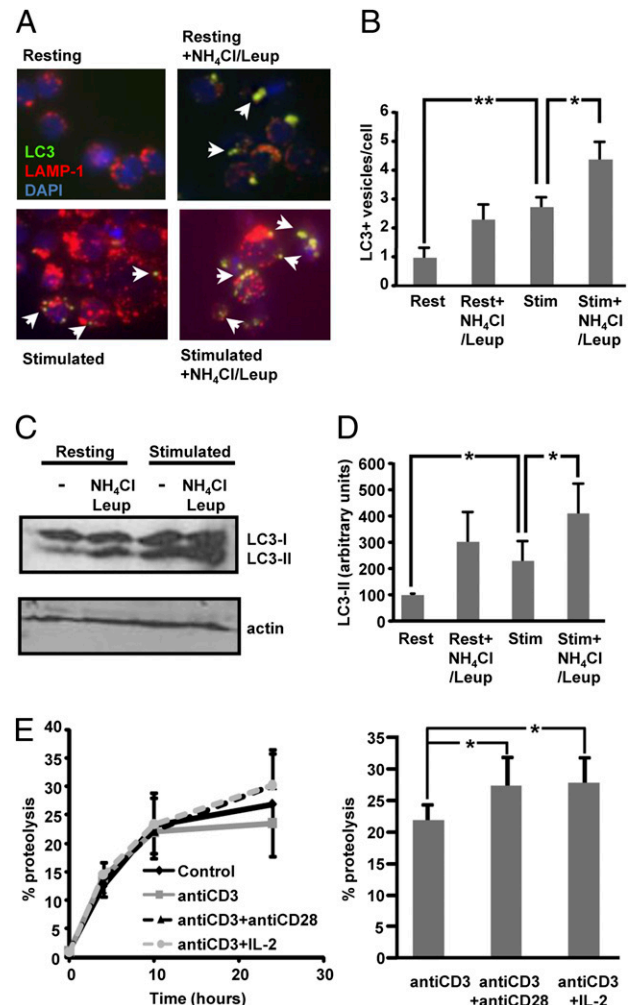 A
Resting
Resting
+NH4Cl/Leup
LC3
LAMP-1
DAPI
Stimulated
Stimulated
+NH4Cl/Leup
B
LC3+ vesicles/cell
6
5
4
3
2
1
0
**
*
Rest
Rest+
NH4Cl
/Leup
Stim
Stim+
NH4Cl
/Leup
C
Resting
Stimulated
-
NH4Cl
Leup
-
NH4Cl
Leup
LC3-I
LC3-II
actin
D
LC3-II (arbitrary units)
600
500
400
300
200
100
0
*
*
Rest
Rest+
NH4Cl
/Leup
Stim
Stim+
NH4Cl
/Leup
E
% proteolysis
40
35
30
25
20
15
10
5
0
0
10
20
30
Time (hours)
Control
antiCD3
antiCD3+antiCD28
antiCD3+IL-2
% proteolysis
35
30
25
20
15
10
5
0
*
*
antiCD3
antiCD3
+antiCD28
antiCD3
+IL-2